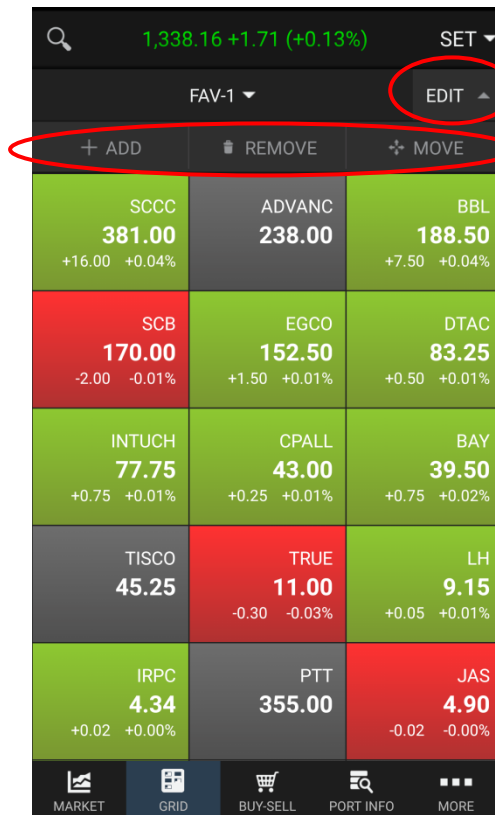 1,338.16 +1.71 (+0.13%) SET
FAV-1 EDIT
ADD REMOVE MOVE
SCCC ADVANC BBL
381.00 238.00 188.50
+16.00 +0.04% +7.50 +0.04%
SCB EGCO DTAC
170.00 152.50 83.25
-2.00 -0.01% +1.50 +0.01% +0.50 +0.01%
INTUCH CPALL BAY
77.75 43.00 39.50
+0.75 +0.01% +0.25 +0.01% +0.75 +0.02%
TISCO TRUE LH
45.25 11.00 9.15
-0.30 -0.03% +0.05 +0.01%
IRPC PTT JAS
4.34 355.00 4.90
+0.02 +0.00% -0.02 -0.00%
MARKET GRID BUY-SELL PORT INFO MORE